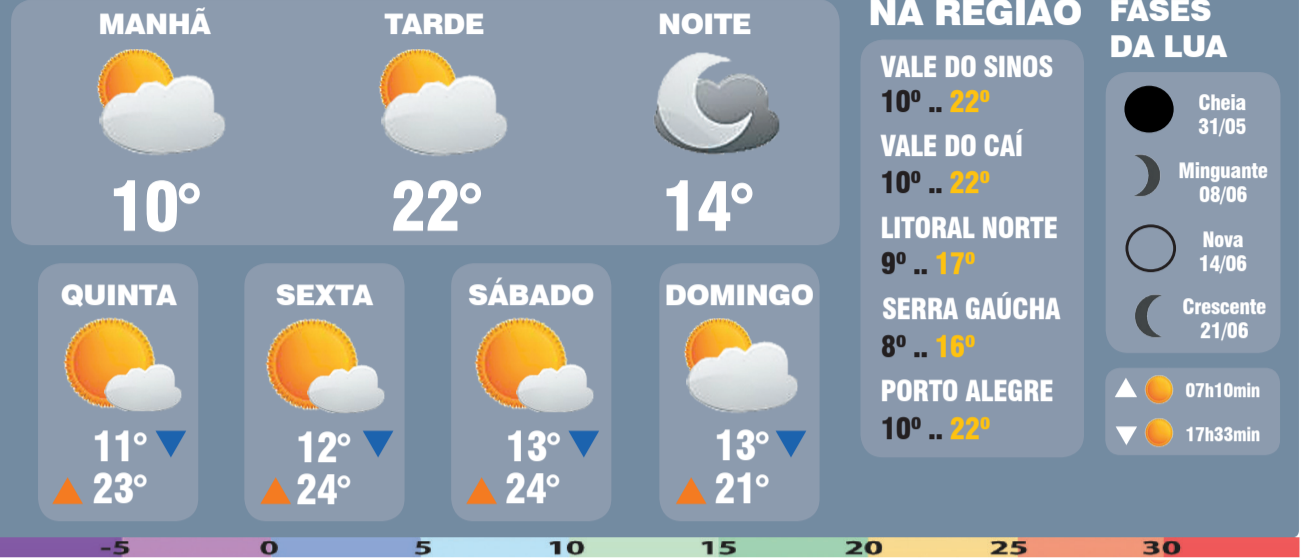 MANHÃ
TARDE
NOITE
10°
22°
14°
QUINTA
11°
23°
SEXTA
12°
24°
SÁBADO
13°
24°
DOMINGO
13°
21°
NA REGIÃO
VALE DO SINOS
10º .. 22º
VALE DO CAÍ
10º .. 22º
LITORAL NORTE
9º .. 17º
SERRA GAÚCHA
8º .. 16º
PORTO ALEGRE
10º .. 22º
FASES
DA LUA
Cheia
31/05
Minguante
08/06
Nova
14/06
Crescente
21/06
07h10min
17h33min
-5 0 5 10 15 20 25 30